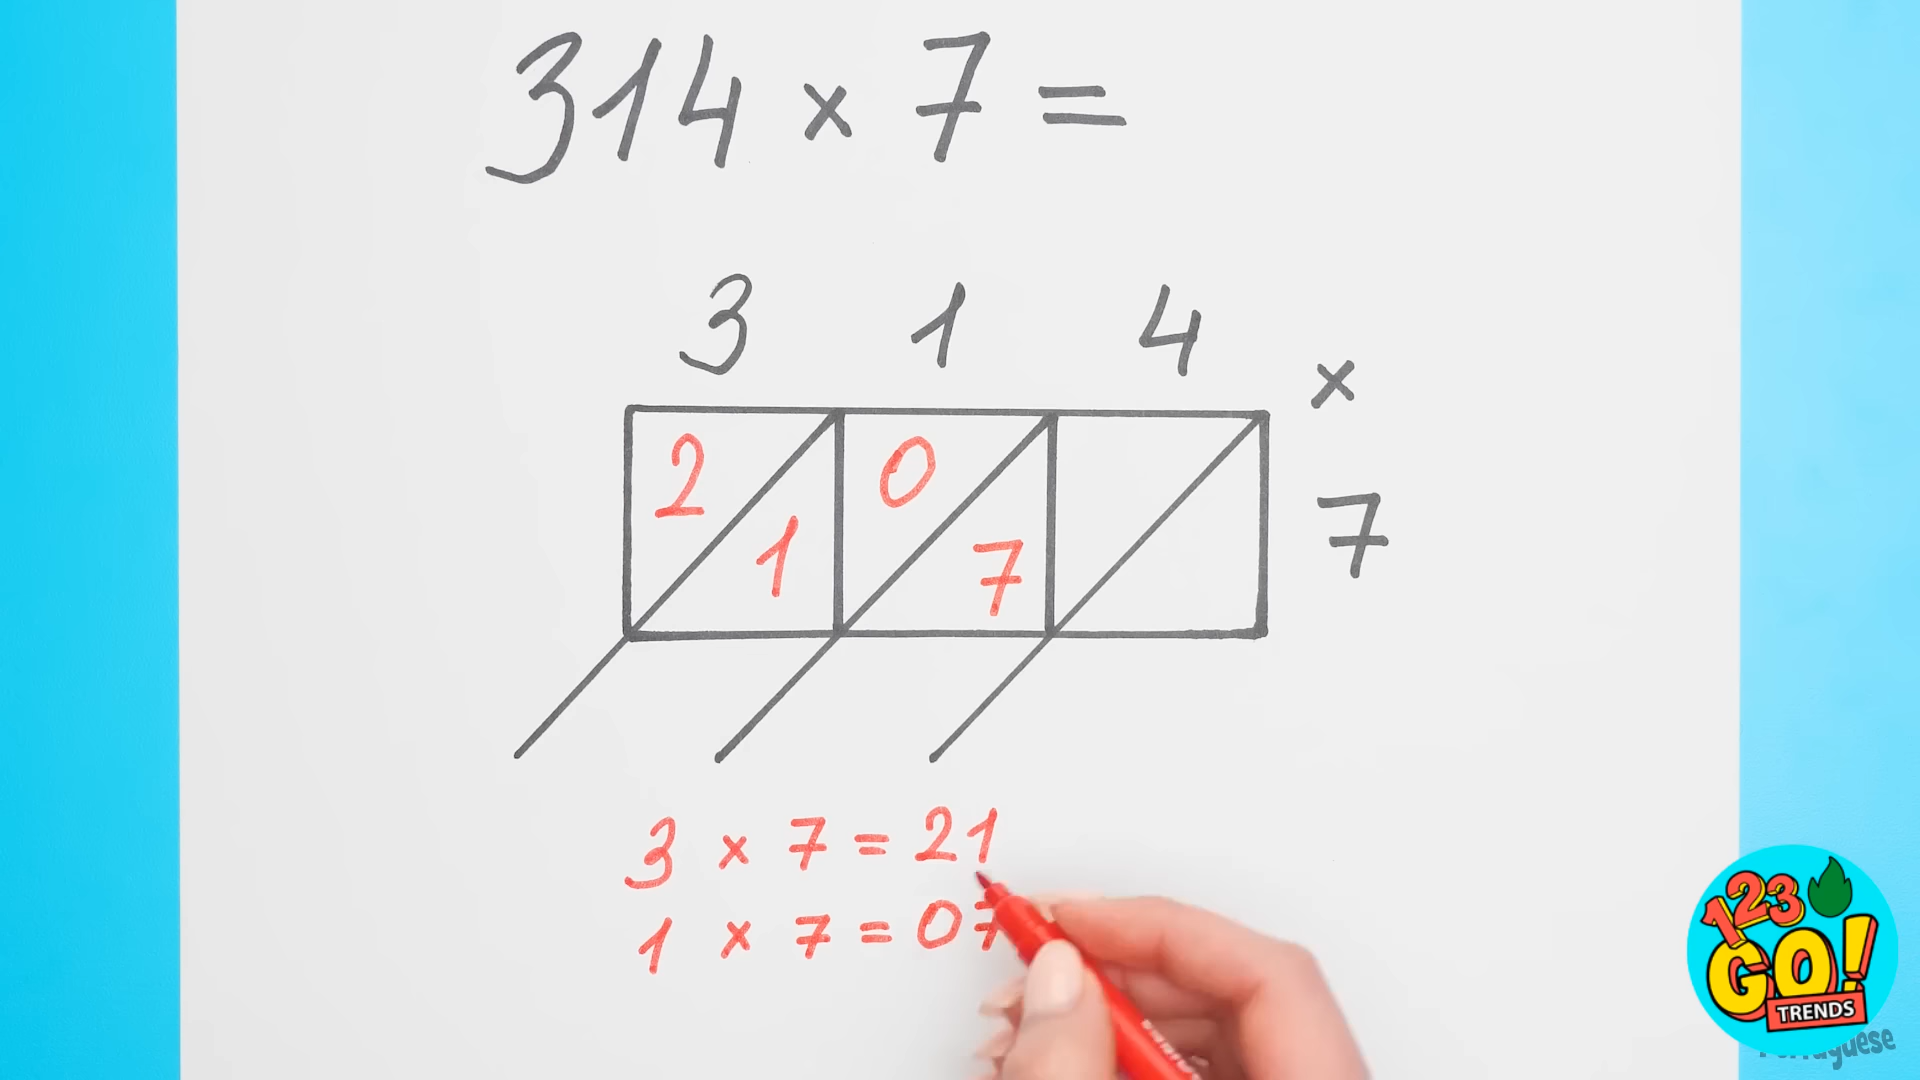 314 × 7 =
3 1 4 ×
7
2 0
1 7
3 × 7 = 21
1 × 7 = 07
123
GO!
TRENDS
Portuguese